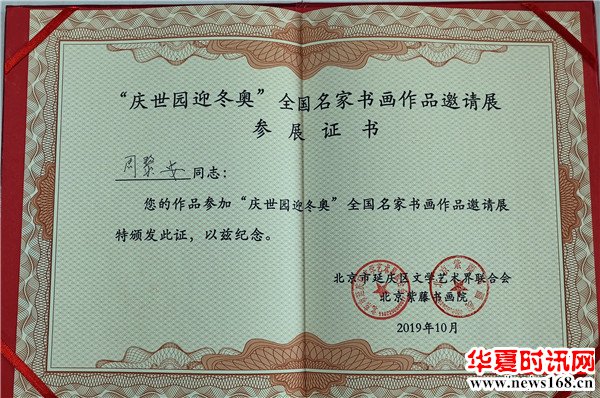 “庆世园迎冬奥”全国名家书画作品邀请展
参展证书
周黎安 同志：
您的作品参加“庆世园迎冬奥”全国名家书画作品邀请展
特颁发此证，以兹纪念。
北京市延庆区文学艺术界联合会
北京紫藤书画院
2019年10月
华夏时讯网
www.news168.cn